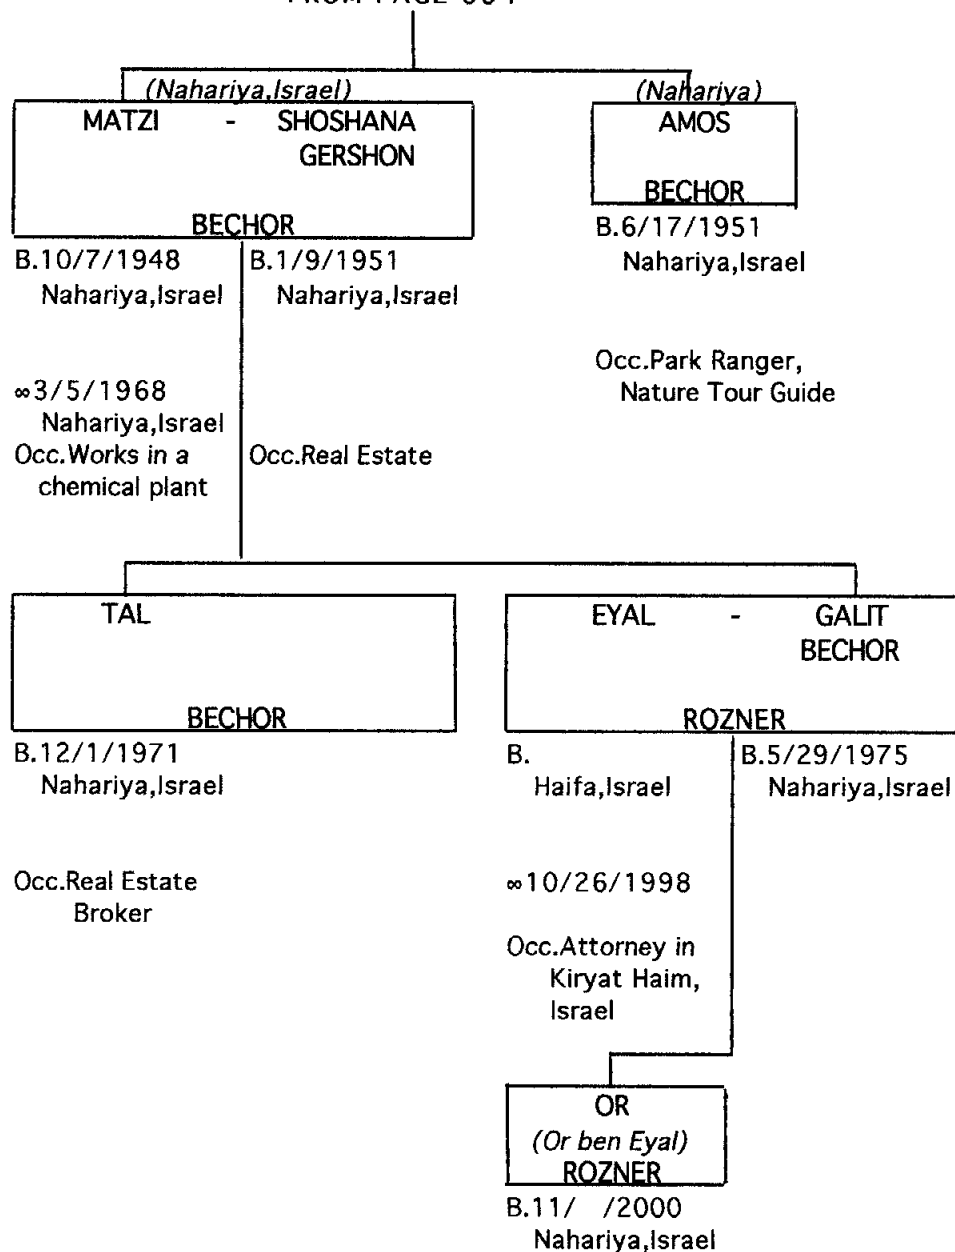 (Nahariya,Israel)
MATZI - SHOSHANA
GERSHON
BECHOR
B.10/7/1948
Nahariya,Israel
B.1/9/1951
Nahariya,Israel
∞3/5/1968
Nahariya,Israel
Occ.Works in a
chemical plant
Occ.Real Estate
(Nahariya)
AMOS
BECHOR
B.6/17/1951
Nahariya,Israel
Occ.Park Ranger,
Nature Tour Guide
TAL
BECHOR
B.12/1/1971
Nahariya,Israel
Occ.Real Estate
Broker
EYAL - GALIT
BECHOR
ROZNER
B.
Haifa,Israel
B.5/29/1975
Nahariya,Israel
∞10/26/1998
Occ.Attorney in
Kiryat Haim,
Israel
OR
(Or ben Eyal)
ROZNER
B.11/ /2000
Nahariya,Israel